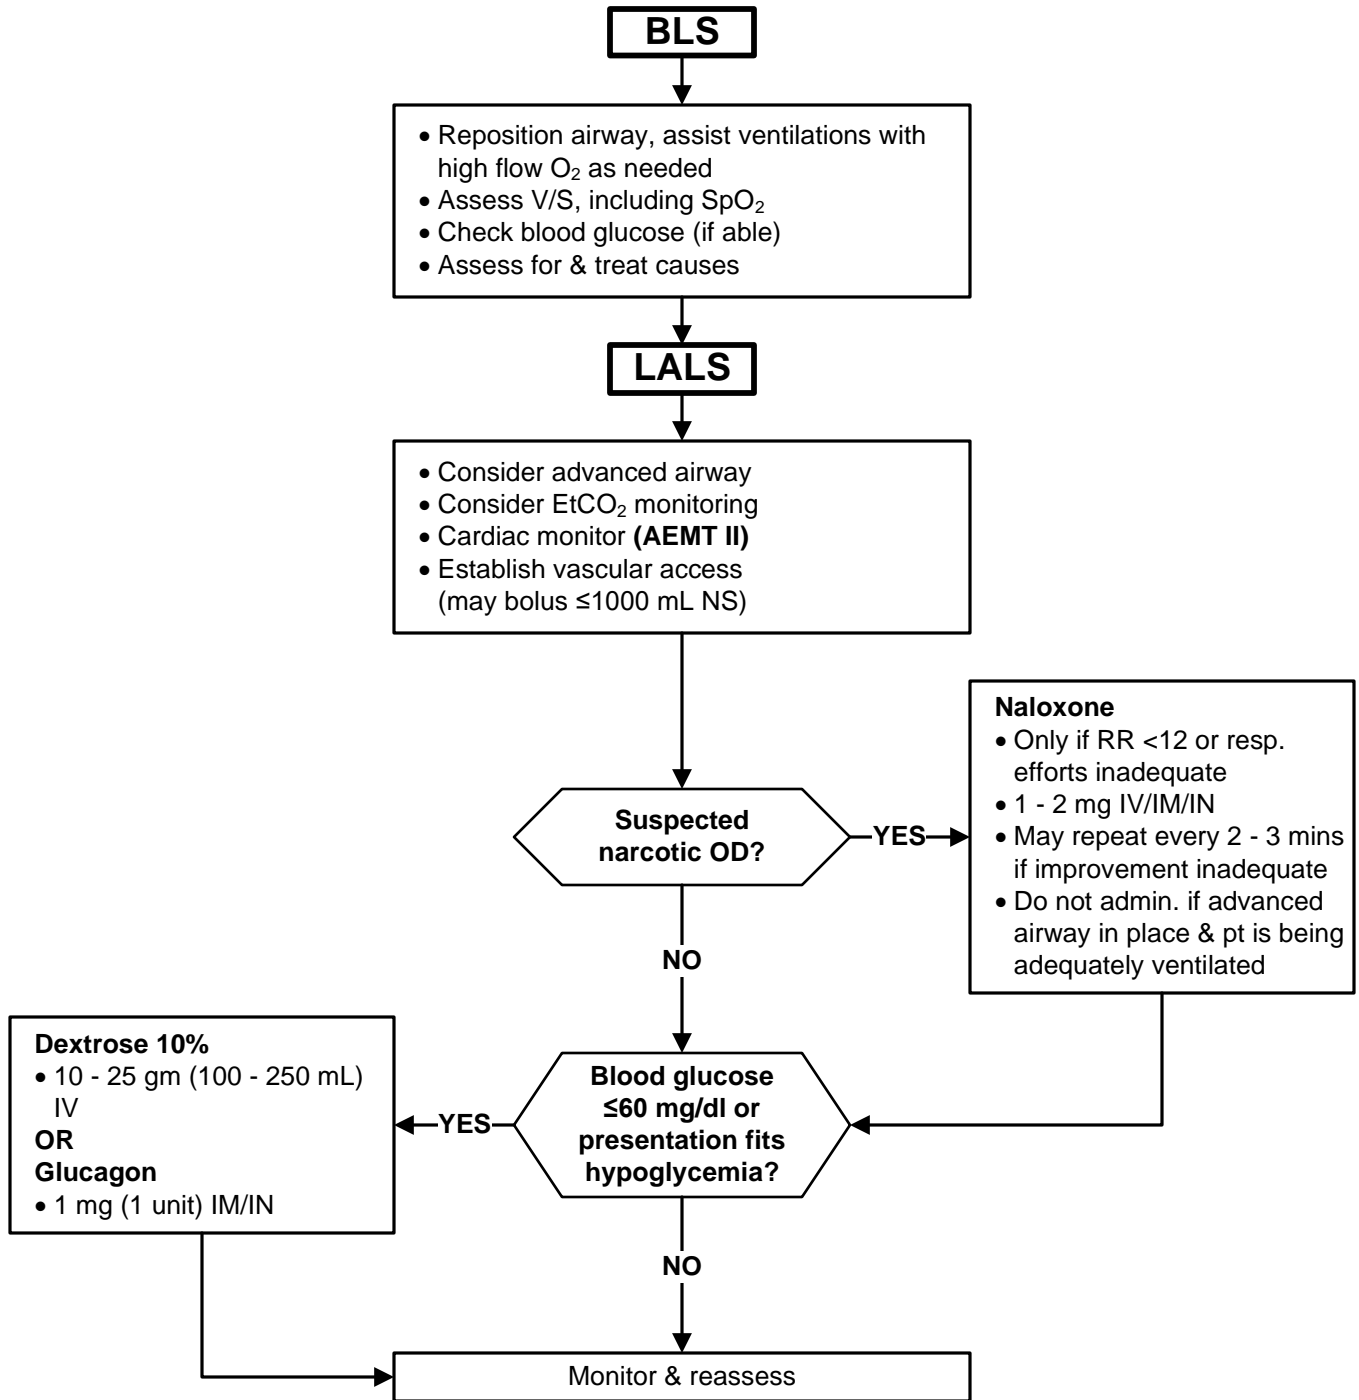 BLS
• Reposition airway, assist ventilations with
high flow O₂ as needed
• Assess V/S, including SpO₂
• Check blood glucose (if able)
• Assess for & treat causes
LALS
• Consider advanced airway
• Consider EtCO₂ monitoring
• Cardiac monitor (AEMT II)
• Establish vascular access
(may bolus ≤1000 mL NS)
Suspected
narcotic OD?
YES
Naloxone
• Only if RR <12 or resp.
efforts inadequate
• 1 - 2 mg IV/IM/IN
• May repeat every 2 - 3 mins
if improvement inadequate
• Do not admin. if advanced
airway in place & pt is being
adequately ventilated
NO
Blood glucose
≤60 mg/dl or
presentation fits
hypoglycemia?
YES
Dextrose 10%
• 10 - 25 gm (100 - 250 mL)
IV
OR
Glucagon
• 1 mg (1 unit) IM/IN
NO
Monitor & reassess